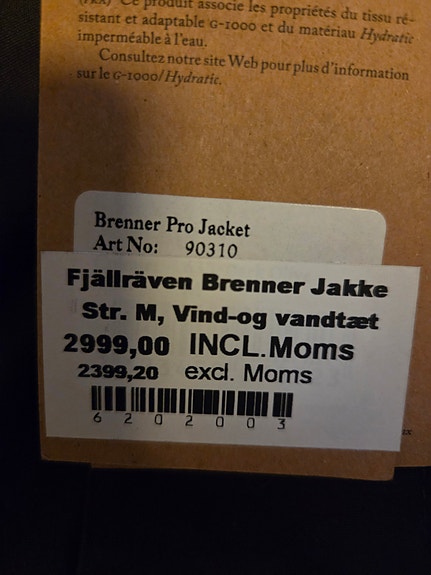 (FRA) Ce produit associe les propriétés du tissu ré-
sistant et adaptable G-1000 et du matériau Hydratic
imperméable à l'eau.
Consultez notre site Web pour plus d'information
sur le G-1000/Hydratic.
Brenner Pro Jacket
Art No: 90310
Fjällräven Brenner Jakke
Str. M, Vind-og vandtæt
2999,00 INCL.Moms
2399,20 excl. Moms
6202003